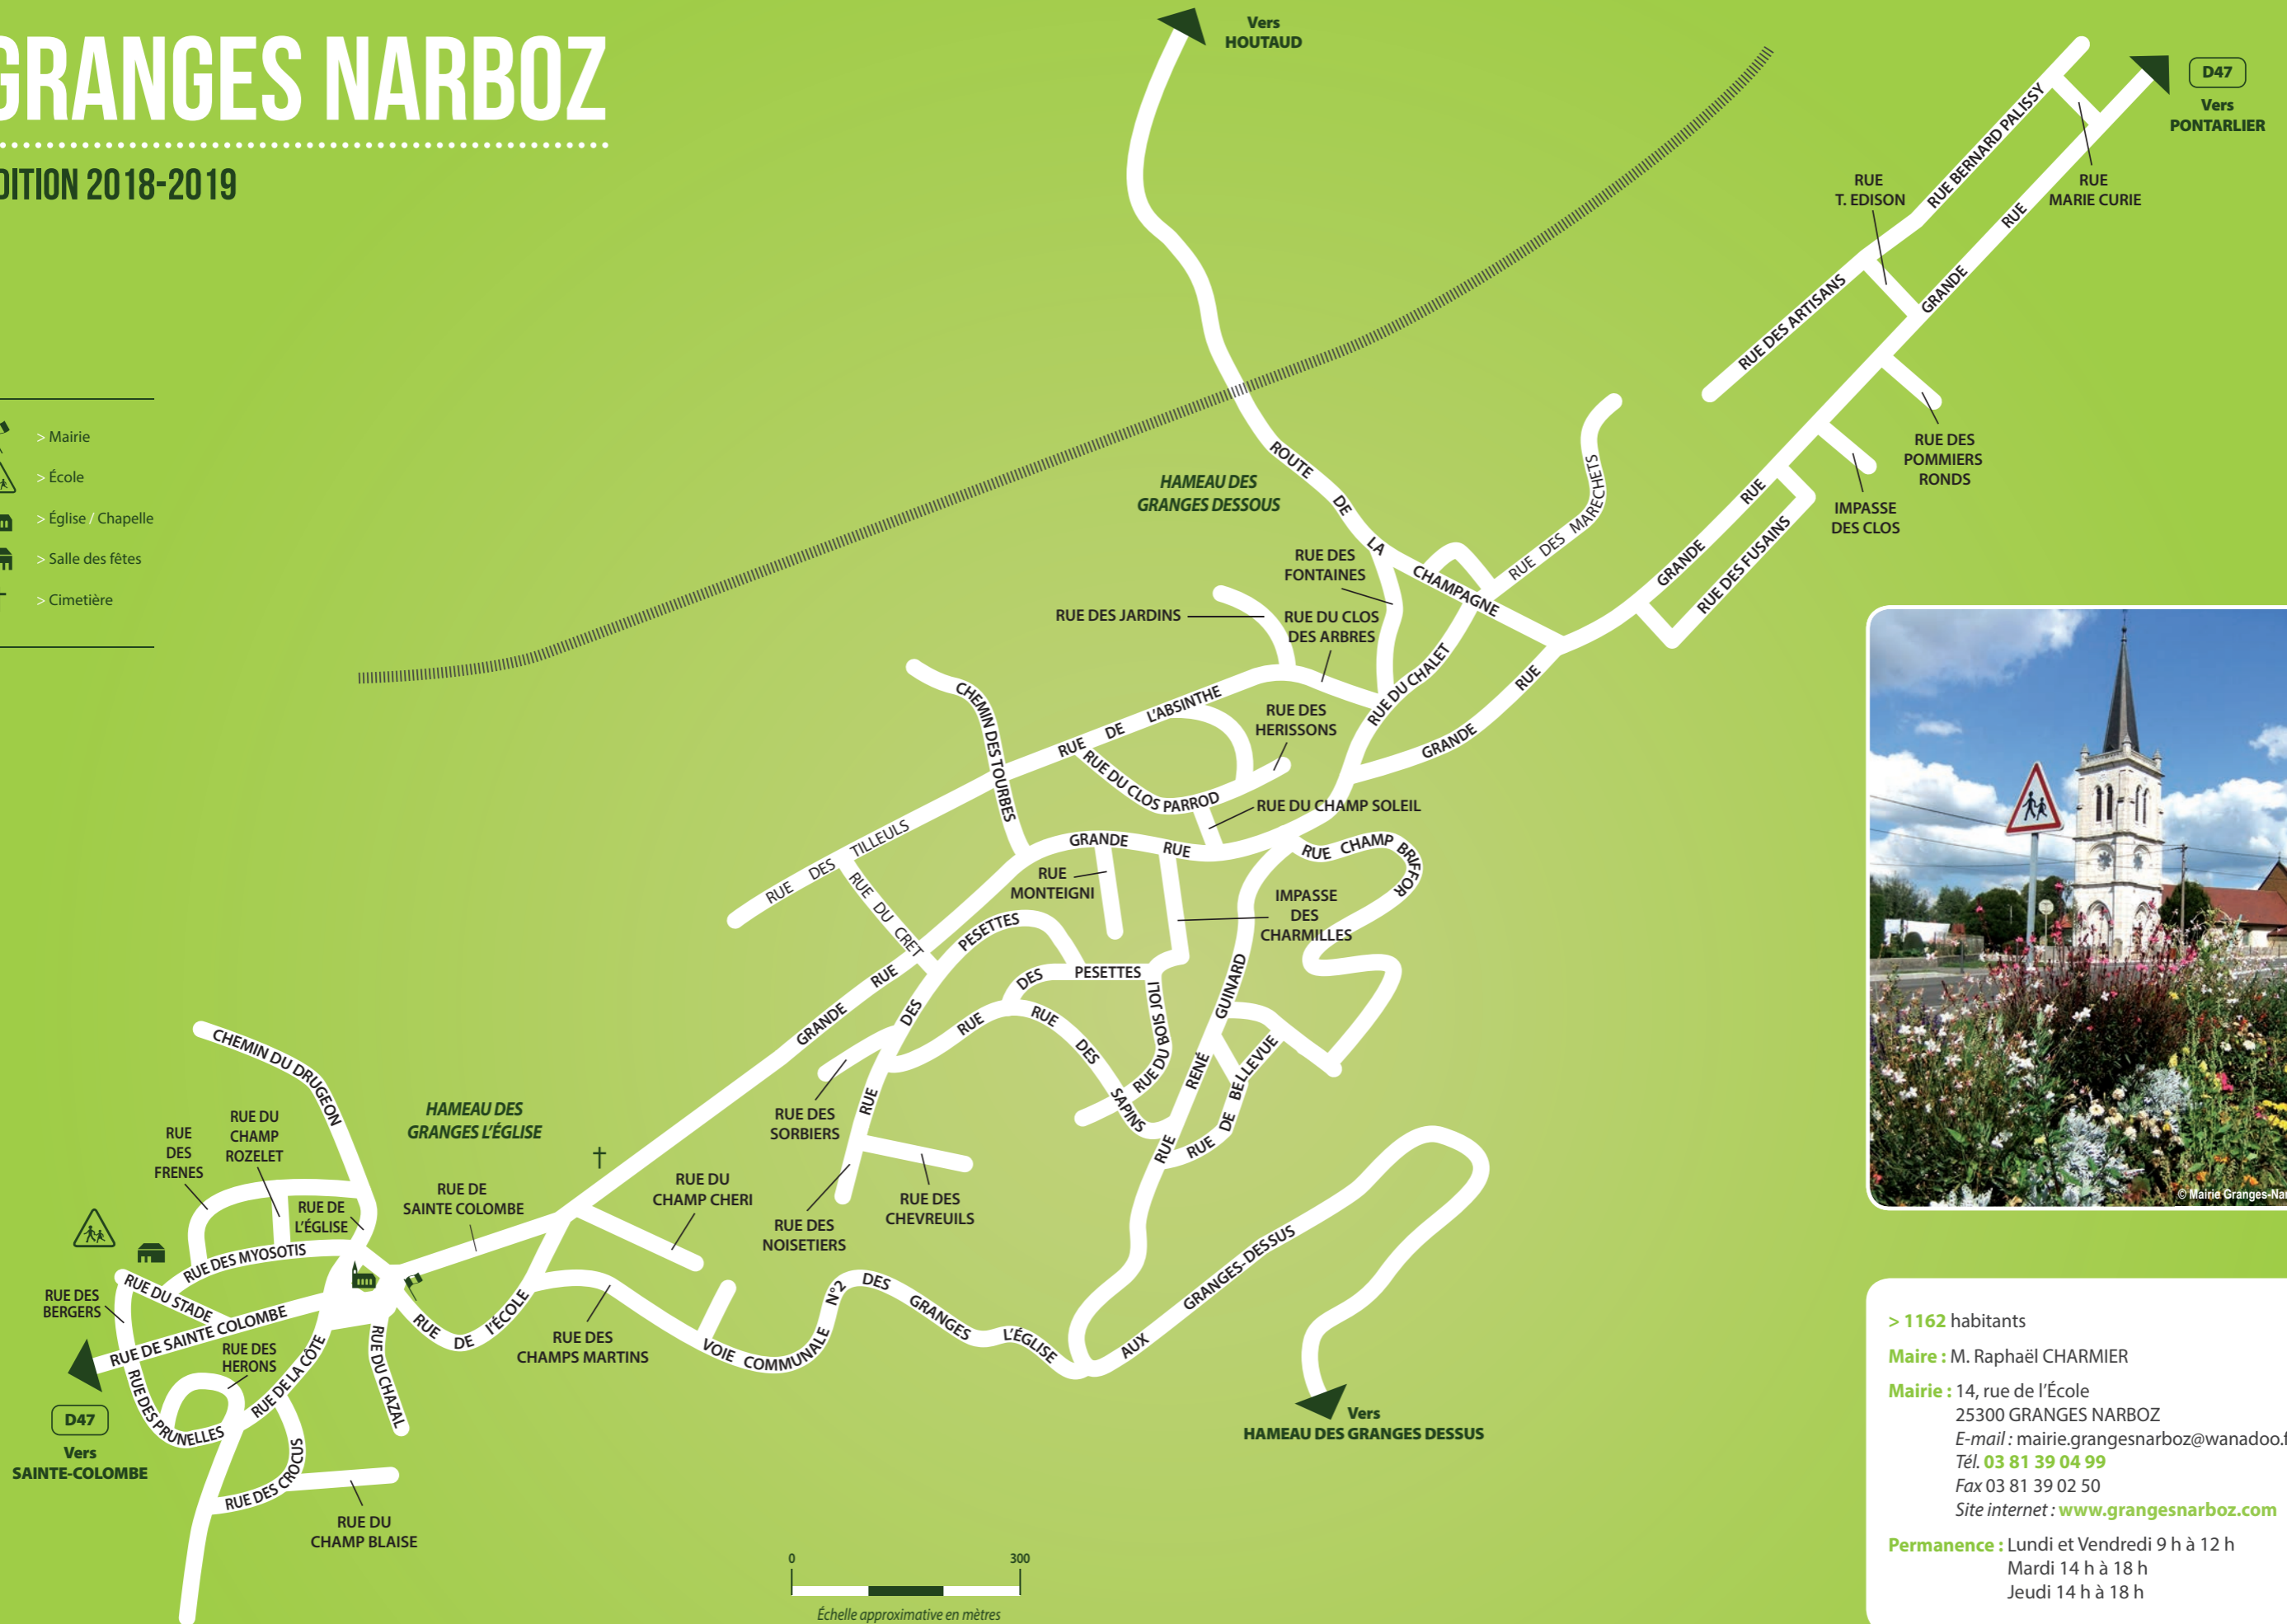 GRANGES NARBOZ
DITION 2018-2019
> Mairie
> École
> Église / Chapelle
> Salle des fêtes
> Cimetière
Vers
HOUTAUD
D47
Vers
PONTARLIER
RUE BERNARD PALISSY
RUE
T. EDISON
RUE
MARIE CURIE
GRANDE RUE
RUE DES ARTISANS
RUE DES
POMMIERS
RONDS
IMPASSE
DES CLOS
GRANDE RUE
RUE DES FUSAINS
RUE DES MARECHETS
ROUTE DE LA CHAMPAGNE
HAMEAU DES
GRANGES DESSOUS
RUE DES
FONTAINES
RUE DES JARDINS
RUE DU CLOS
DES ARBRES
RUE DU CHALET
GRANDE RUE
CHEMIN DES TOURBES
RUE DE L'ABSINTHE
RUE DES
HERISSONS
RUE DU CLOS PARROD
RUE DU CHAMP SOLEIL
RUE DES TILLEULS
RUE DU CRET
GRANDE RUE
RUE CHAMP BRIFFOR
RUE
MONTEIGNI
IMPASSE
DES
CHARMILLES
RUE DES PESETTES
RUE DES PESETTES
GRANDE RUE
RUE DES SAPINS
RUE DU BOIS JOLI
RUE RENÉ GUINARD
RUE DE BELLEVUE
RUE DES
SORBIERS
RUE DES
NOISETIERS
RUE DES
CHEVREUILS
CHEMIN DU DRUGEON
HAMEAU DES
GRANGES L'ÉGLISE
RUE
DES
FRENES
RUE DU
CHAMP
ROZELET
RUE DE
L'ÉGLISE
RUE DE
SAINTE COLOMBE
RUE DU
CHAMP CHERI
RUE DES MYOSOTIS
RUE DU STADE
RUE DES
BERGERS
RUE DE SAINTE COLOMBE
RUE DES
HERONS
RUE DE LA CÔTE
RUE DU CHAZAL
RUE DE l'ÉCOLE
RUE DES
CHAMPS MARTINS
VOIE COMMUNALE N°2 DES GRANGES L'ÉGLISE AUX GRANGES-DESSUS
RUE DES PRUNELLES
D47
Vers
SAINTE-COLOMBE
RUE DES CROCUS
RUE DU
CHAMP BLAISE
Vers
HAMEAU DES GRANGES DESSUS
0 300
Échelle approximative en mètres
© Mairie Granges-Nar
> 1162 habitants
Maire : M. Raphaël CHARMIER
Mairie : 14, rue de l'École
25300 GRANGES NARBOZ
E-mail : mairie.grangesnarboz@wanadoo.f
Tél. 03 81 39 04 99
Fax 03 81 39 02 50
Site internet : www.grangesnarboz.com
Permanence : Lundi et Vendredi 9 h à 12 h
Mardi 14 h à 18 h
Jeudi 14 h à 18 h